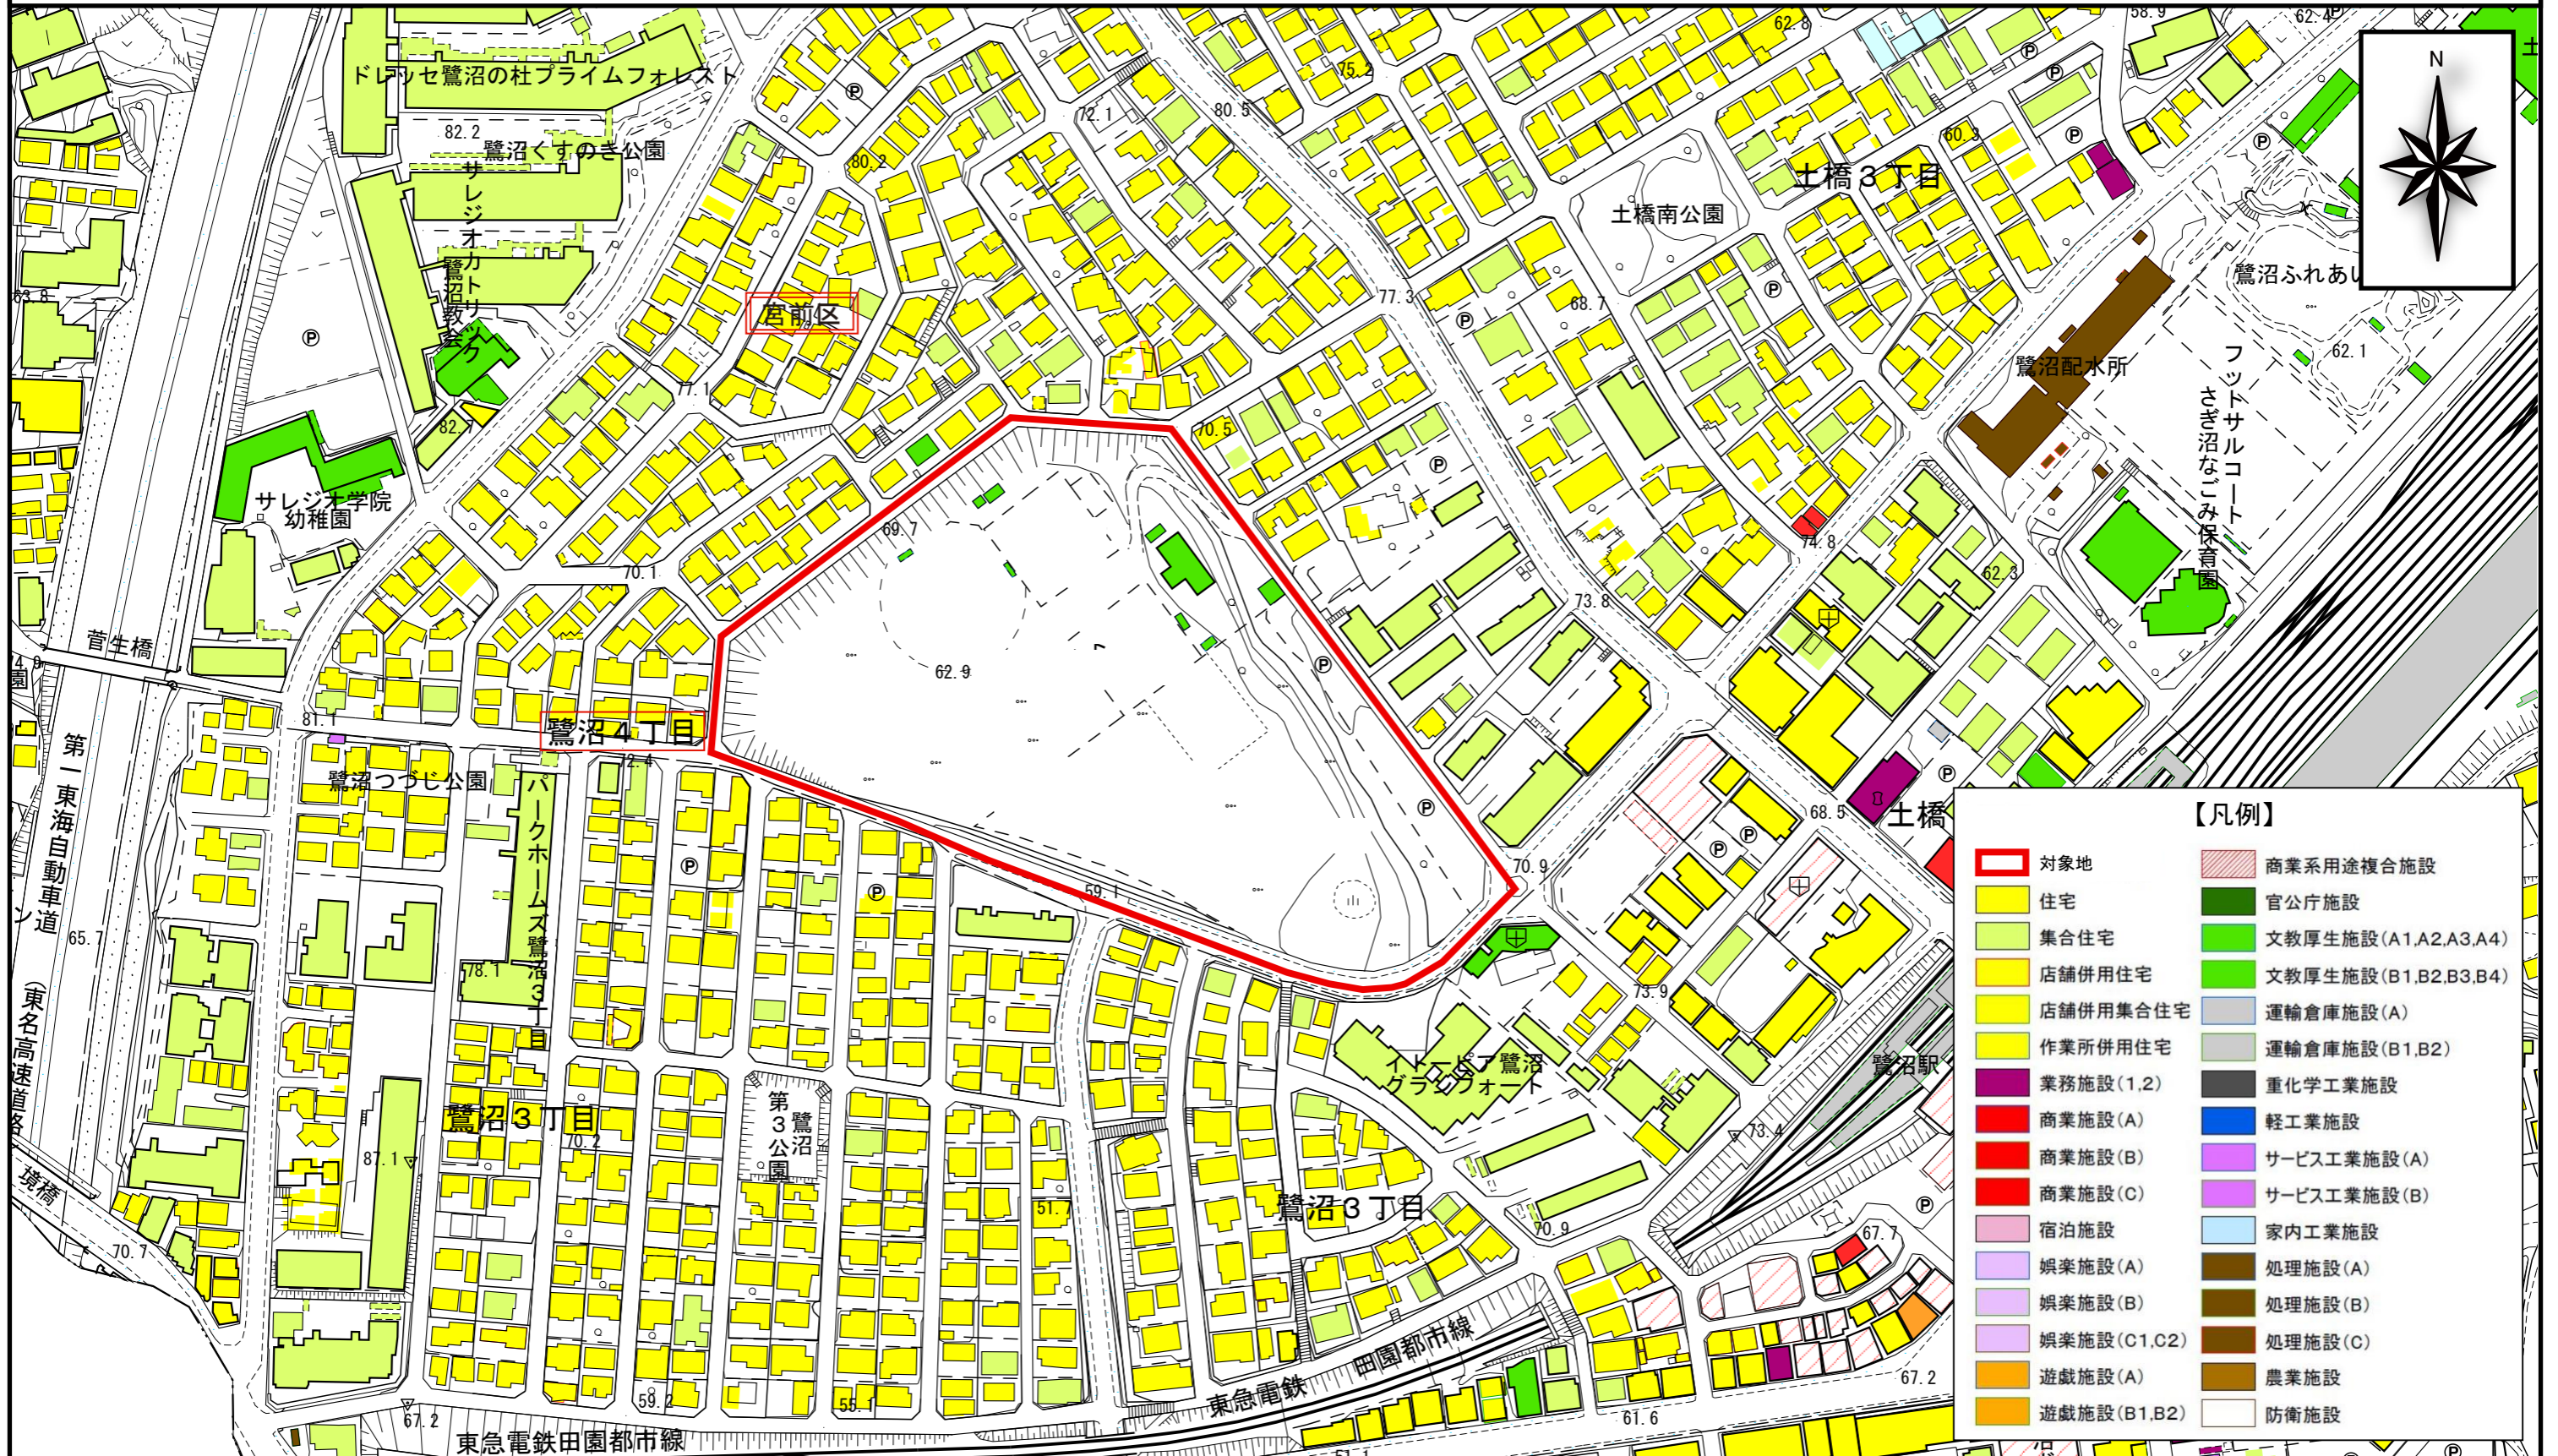 ドレッセ鷺沼の杜プライムフォレスト
82.2
鷺沼くすのき公園
サレジオカトリック
鷺沼教会
63.8
82.7
サレジオ学院
幼稚園
菅生橋
第一東海自動車道
(東名高速道路
65.7
境橋
70.7
81.1
鷺沼つづじ公園
パークホームズ鷺沼3丁目
78.1
鷺沼3丁目
70.2
87.1
67.2
東急電鉄田園都市線
59.2
55.1
第3公園
鷺沼
51.7
72.4
鷺沼4丁目
70.1
77.1
宮前区
80.2
72.1
80.5
75.2
62.8
58.9
62.4
60.3
土橋3丁目
土橋南公園
77.3
68.7
70.5
69.7
62.9
59.1
73.8
74.8
62.3
鷺沼配水所
鷺沼ふれあい
62.1
フットサルコート
さぎ沼なごみ保育園
70.9
68.5
土橋
73.9
イトーピア鷺沼
グランフォート
鷺沼駅
73.4
鷺沼3丁目
70.9
67.7
67.2
61.6
東急電鉄
田園都市線
N
【凡例】
対象地
住宅
集合住宅
店舗併用住宅
店舗併用集合住宅
作業所併用住宅
業務施設(1,2)
商業施設(A)
商業施設(B)
商業施設(C)
宿泊施設
娯楽施設(A)
娯楽施設(B)
娯楽施設(C1,C2)
遊戯施設(A)
遊戯施設(B1,B2)
商業系用途複合施設
官公庁施設
文教厚生施設(A1,A2,A3,A4)
文教厚生施設(B1,B2,B3,B4)
運輸倉庫施設(A)
運輸倉庫施設(B1,B2)
重化学工業施設
軽工業施設
サービス工業施設(A)
サービス工業施設(B)
家内工業施設
処理施設(A)
処理施設(B)
処理施設(C)
農業施設
防衛施設